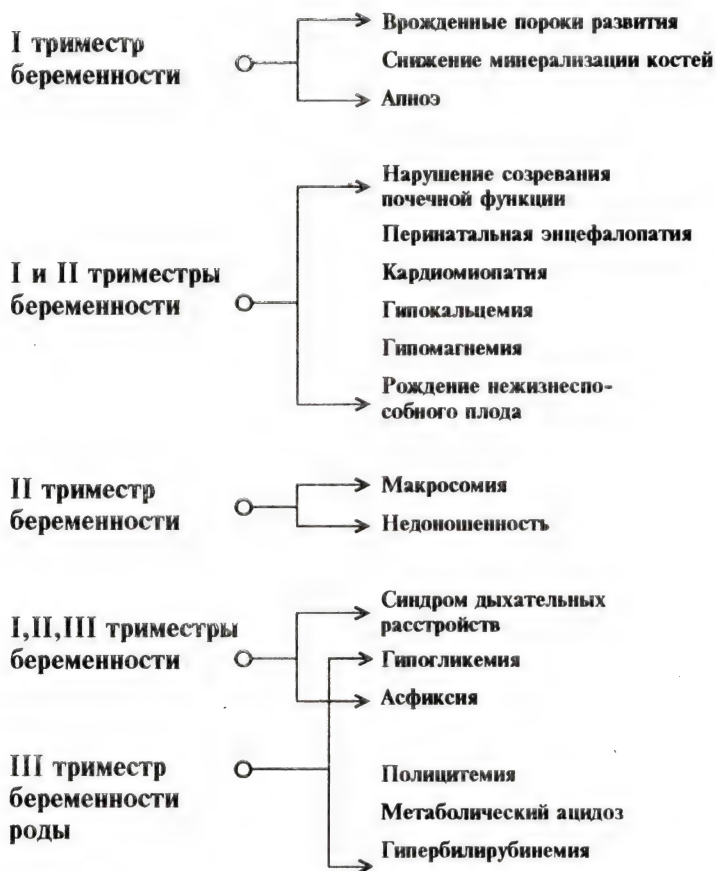 I триместр
беременности
Врожденные пороки развития
Снижение минерализации костей
Апноэ
I и II триместры
беременности
Нарушение созревания
почечной функции
Перинатальная энцефалопатия
Кардиомиопатия
Гипокальцемия
Гипомагнемия
Рождение нежизнеспо-
собного плода
II триместр
беременности
Макросомия
Недоношенность
I,II,III триместры
беременности
Синдром дыхательных
расстройств
Гипогликемия
Асфиксия
III триместр
беременности
роды
Полицитемия
Метаболический ацидоз
Гипербилирубинемия